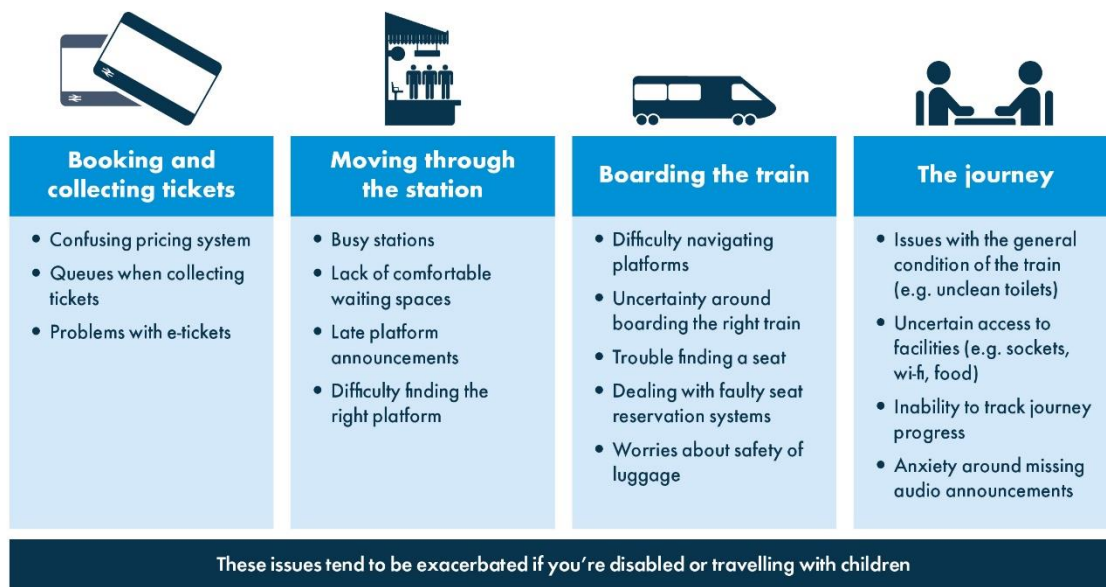 Booking and
collecting tickets
• Confusing pricing system
• Queues when collecting
tickets
• Problems with e-tickets
Moving through
the station
• Busy stations
• Lack of comfortable
waiting spaces
• Late platform
announcements
• Difficulty finding the
right platform
Boarding the train
• Difficulty navigating
platforms
• Uncertainty around
boarding the right train
• Trouble finding a seat
• Dealing with faulty seat
reservation systems
• Worries about safety of
luggage
The journey
• Issues with the general
condition of the train
(e.g. unclean toilets)
• Uncertain access to
facilities (e.g. sockets,
wi-fi, food)
• Inability to track journey
progress
• Anxiety around missing
audio announcements
These issues tend to be exacerbated if you’re disabled or travelling with children